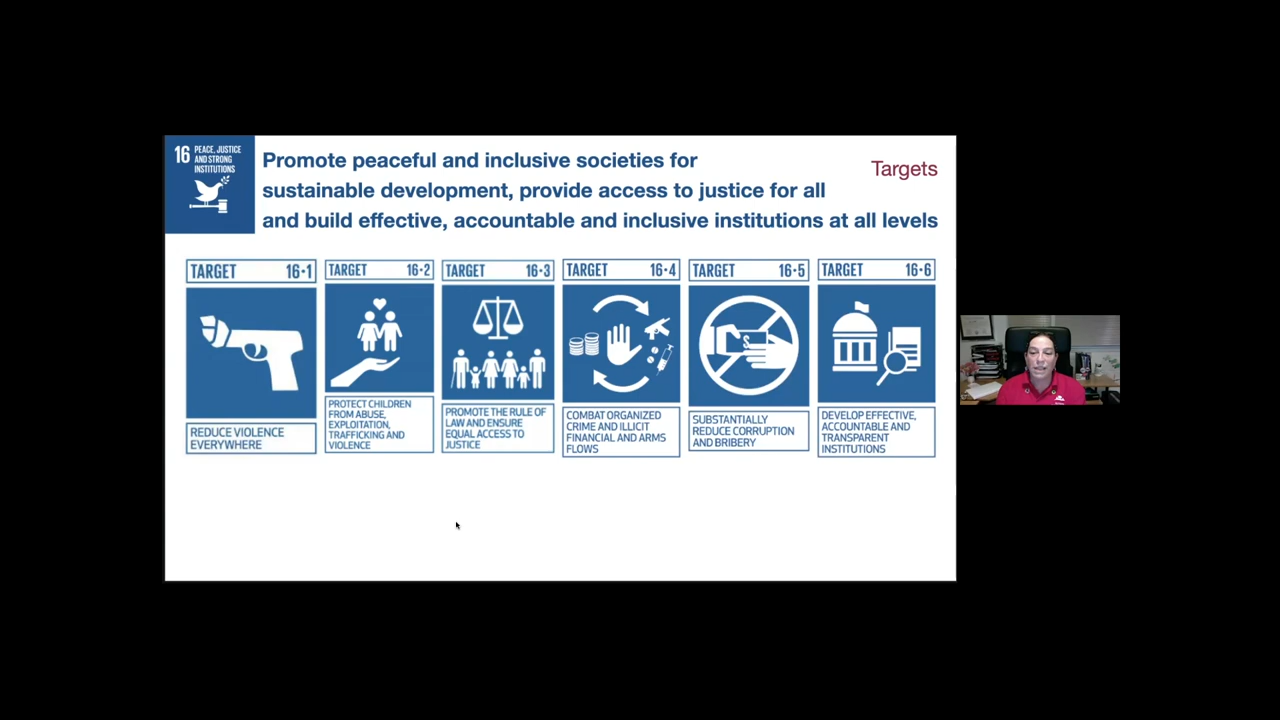 16 PEACE, JUSTICE
AND STRONG
INSTITUTIONS
Promote peaceful and inclusive societies for
sustainable development, provide access to justice for all
and build effective, accountable and inclusive institutions at all levels
Targets
TARGET 16·1
REDUCE VIOLENCE
EVERYWHERE
TARGET 16·2
PROTECT CHILDREN
FROM ABUSE,
EXPLOITATION,
TRAFFICKING AND
VIOLENCE
TARGET 16·3
PROMOTE THE RULE OF
LAW AND ENSURE
EQUAL ACCESS TO
JUSTICE
TARGET 16·4
COMBAT ORGANIZED
CRIME AND ILLICIT
FINANCIAL AND ARMS
FLOWS
TARGET 16·5
$
SUBSTANTIALLY
REDUCE CORRUPTION
AND BRIBERY
TARGET 16·6
DEVELOP EFFECTIVE,
ACCOUNTABLE AND
TRANSPARENT
INSTITUTIONS